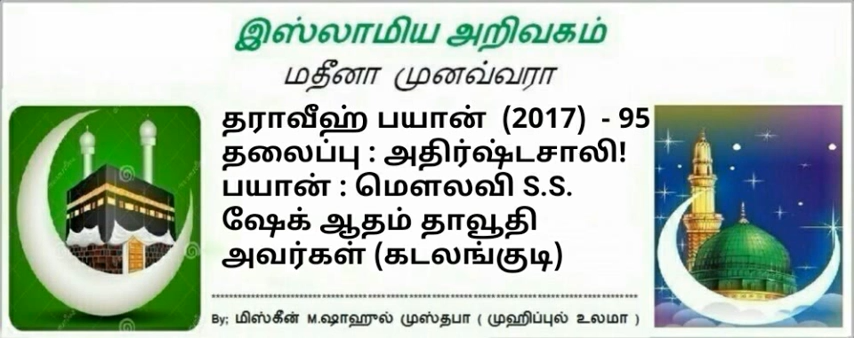 இஸ்லாமிய அறிவகம்
மதீனா முனவ்வரா
தராவீஹ் பயான் (2017) - 95
தலைப்பு : அதிர்ஷ்டசாலி!
பயான் : மௌலவி S.S.
ஷேக் ஆதம் தாவூதி
அவர்கள் (கடலங்குடி)
By; மிஸ்கீன் M.ஷாஹுல் முஸ்தபா ( முஹிப்புல் உலமா )